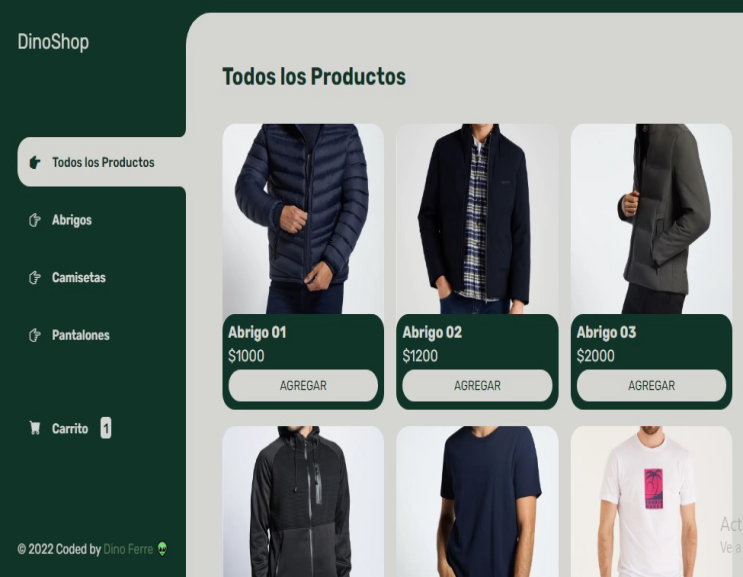 DinoShop
Todos los Productos
Todos los Productos
Abrigos
Camisetas
Pantalones
Carrito 1
© 2022 Coded by Dino Ferre
Abrigo 01
$1000
AGREGAR
Abrigo 02
$1200
AGREGAR
Abrigo 03
$2000
AGREGAR
Act
Ve a